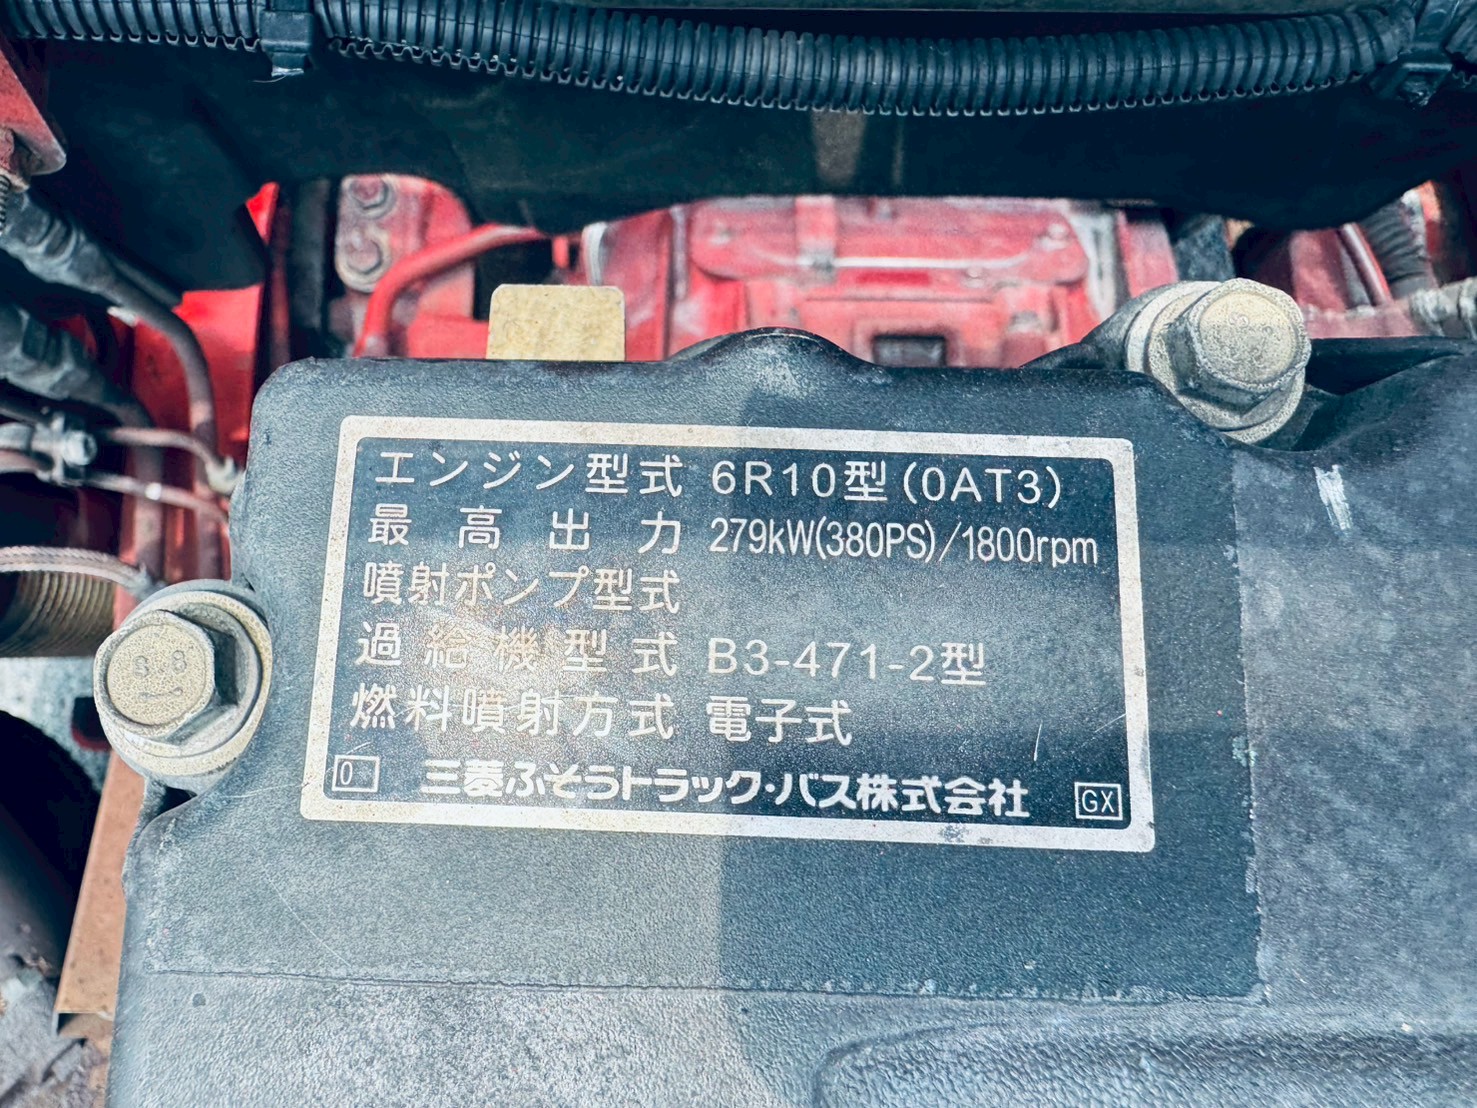 エンジン型式 6R10型(0AT3)
最高出力 279kW(380PS)/1800rpm
噴射ポンプ型式
過給機型式 B3-471-2型
燃料噴射方式 電子式
0 三菱ふそうトラック・バス株式会社 GX
8.8